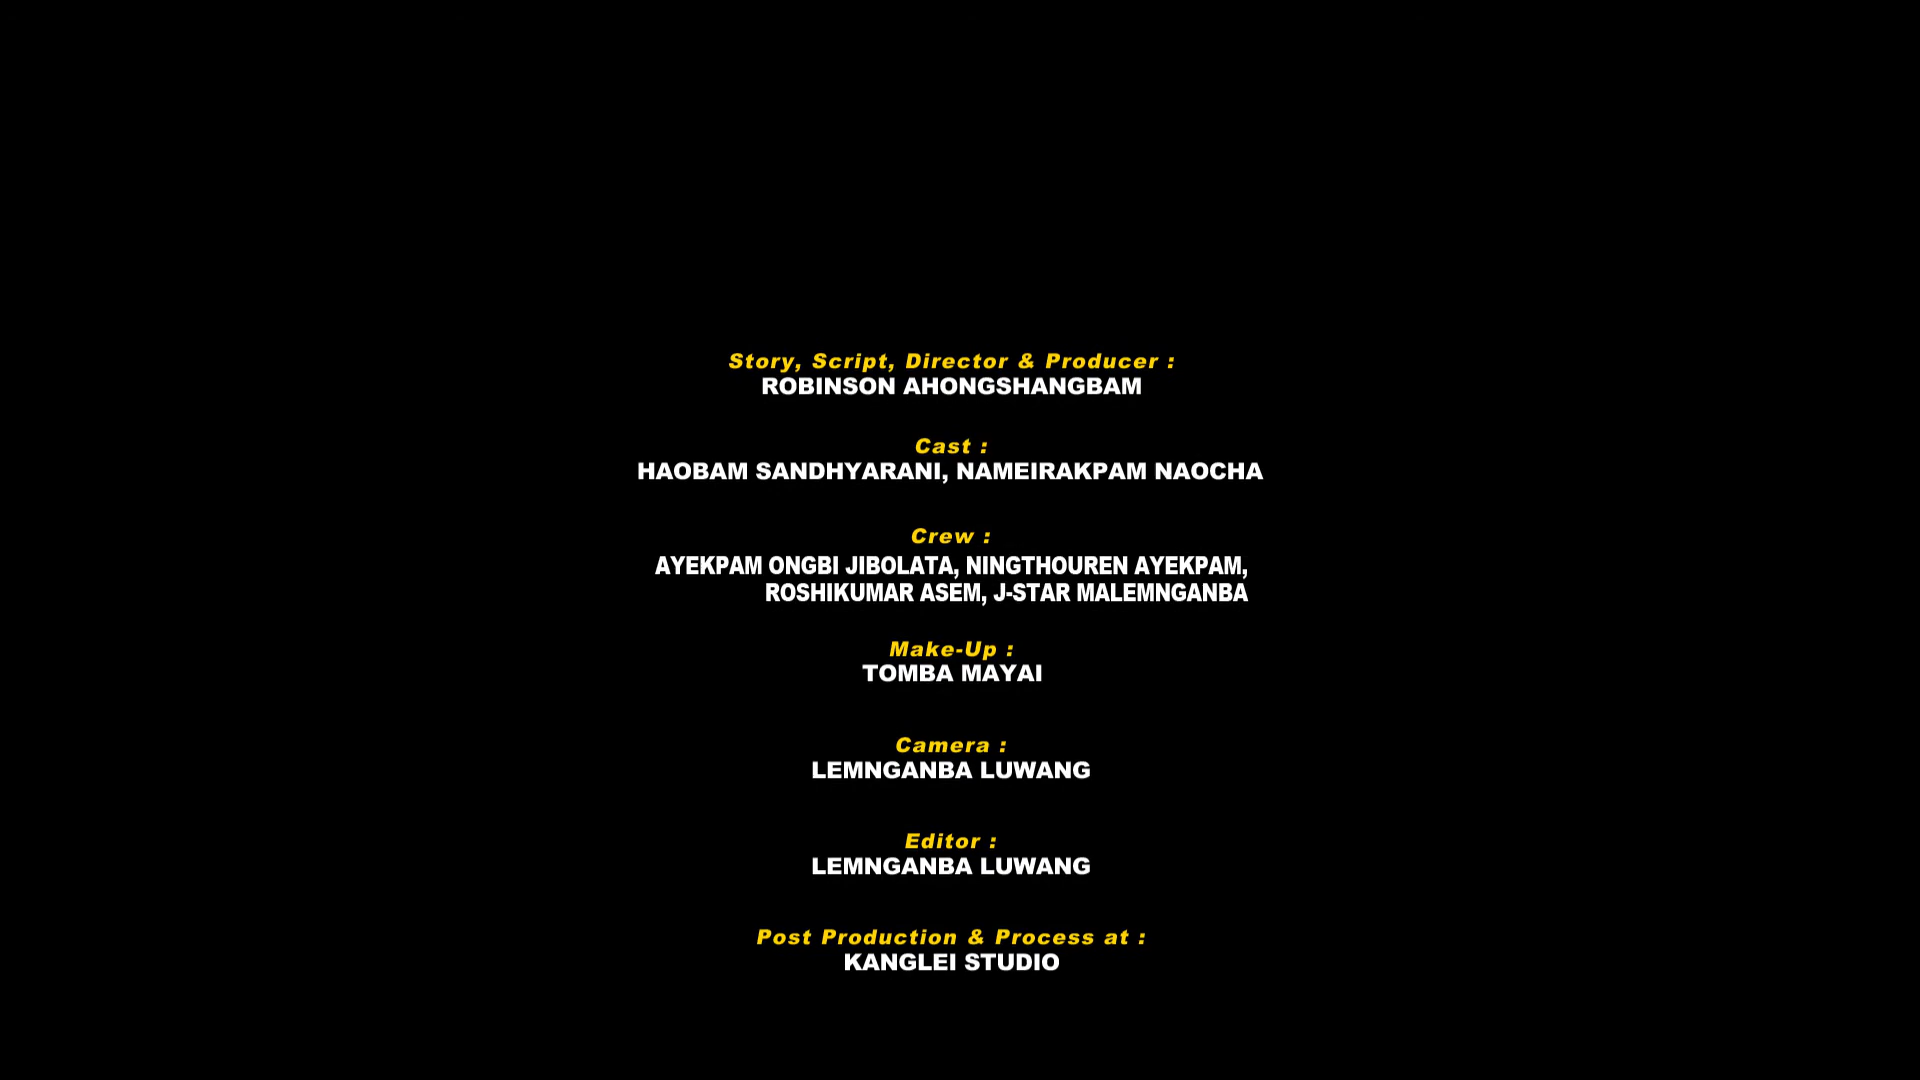 Story, Script, Director & Producer :
ROBINSON AHONGSHANGBAM
Cast :
HAOBAM SANDHYARANI, NAMEIRAKPAM NAOCHA
Crew :
AYEKPAM ONGBI JIBOLATA, NINGTHOUREN AYEKPAM,
ROSHIKUMAR ASEM, J-STAR MALEMNGANBA
Make-Up :
TOMBA MAYAI
Camera :
LEMNGANBA LUWANG
Editor :
LEMNGANBA LUWANG
Post Production & Process at :
KANGLEI STUDIO